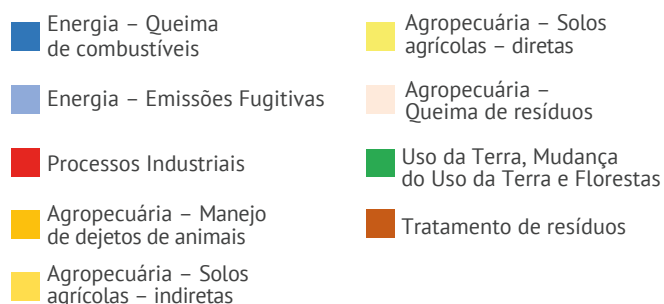 Energia – Queima
de combustíveis
Energia – Emissões Fugitivas
Processos Industriais
Agropecuária – Manejo
de dejetos de animais
Agropecuária – Solos
agrícolas – indiretas
Agropecuária – Solos
agrícolas – diretas
Agropecuária –
Queima de resíduos
Uso da Terra, Mudança
do Uso da Terra e Florestas
Tratamento de resíduos